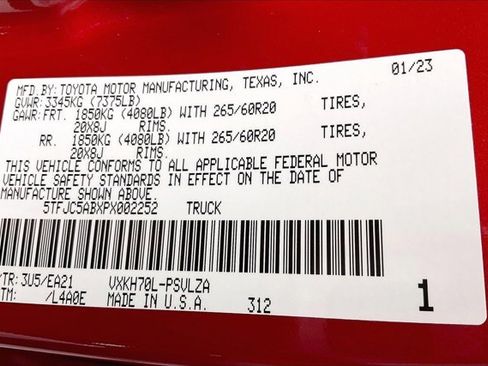 MFD. BY: TOYOTA MOTOR MANUFACTURING, TEXAS, INC. 01/23
GVWR: 3345KG (7375LB)
GAWR: FRT. 1850KG (4080LB) WITH 265/60R20 TIRES,
20X8J RIMS.
RR. 1850KG (4080LB) WITH 265/60R20 TIRES,
20X8J RIMS.
THIS VEHICLE CONFORMS TO ALL APPLICABLE FEDERAL MOTOR
VEHICLE SAFETY STANDARDS IN EFFECT ON THE DATE OF
MANUFACTURE SHOWN ABOVE.
5TFJC5ABXPX002252 TRUCK
/TR: 3U5/EA21 VXKH70L-PSVLZA
TM: /L4A0E MADE IN U.S.A. 312 1